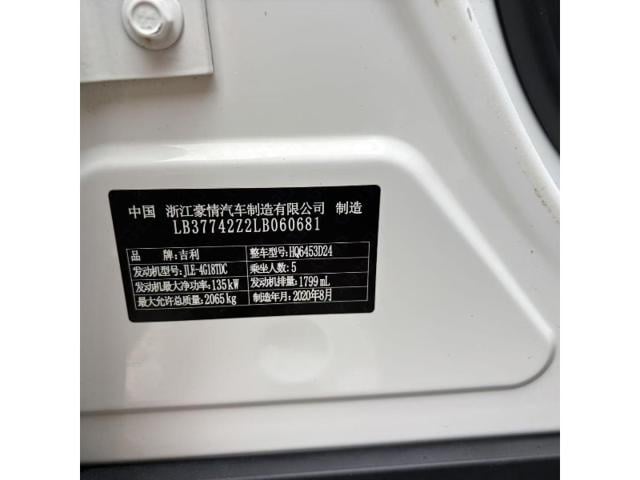 中国 浙江豪情汽车制造有限公司 制造
LB37742Z2LB060681
品牌:吉利 整车型号:HQ6453D24
发动机型号:JLE-4G18TDC 乘坐人数:5
发动机最大净功率:135kW 发动机排量:1799mL
最大允许总质量:2065kg 制造年月:2020年8月